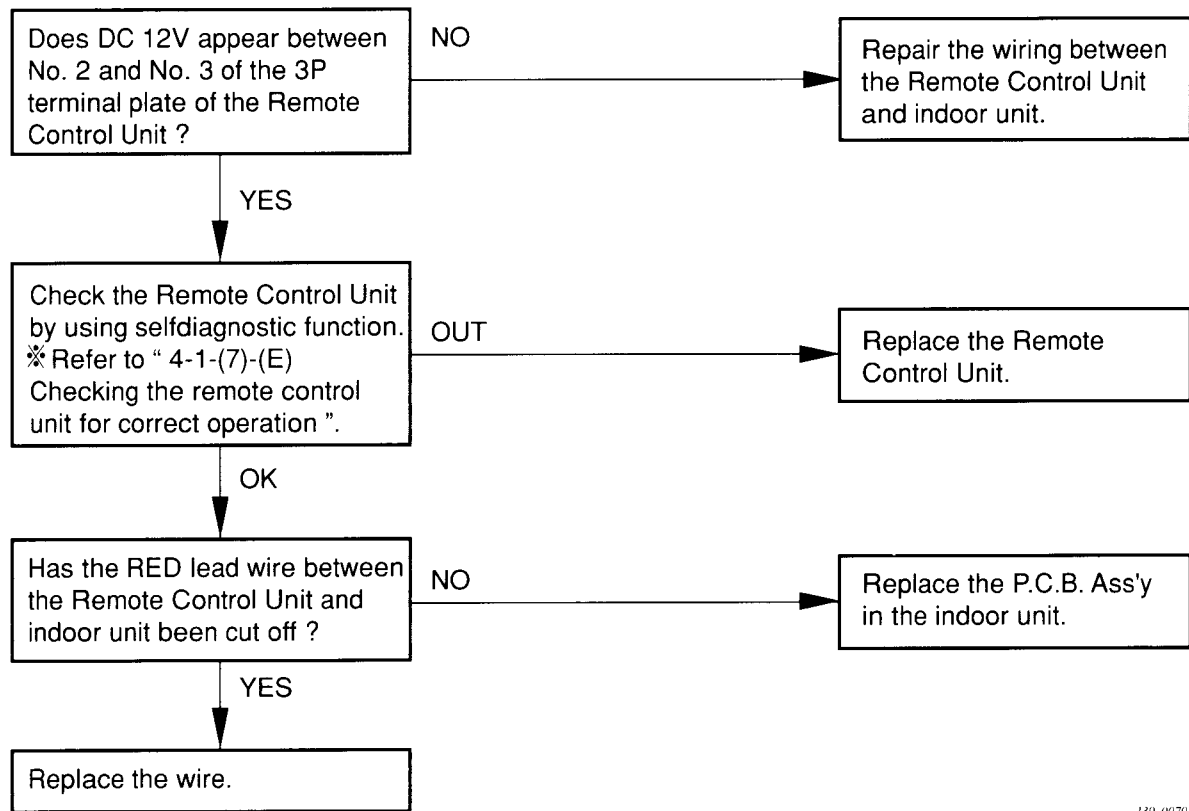 Does DC 12V appear between
No. 2 and No. 3 of the 3P
terminal plate of the Remote
Control Unit ?
NO
Repair the wiring between
the Remote Control Unit
and indoor unit.
YES
Check the Remote Control Unit
by using selfdiagnostic function.
※ Refer to “ 4-1-(7)-(E)
Checking the remote control
unit for correct operation ”.
OUT
Replace the Remote
Control Unit.
OK
Has the RED lead wire between
the Remote Control Unit and
indoor unit been cut off ?
NO
Replace the P.C.B. Ass'y
in the indoor unit.
YES
Replace the wire.